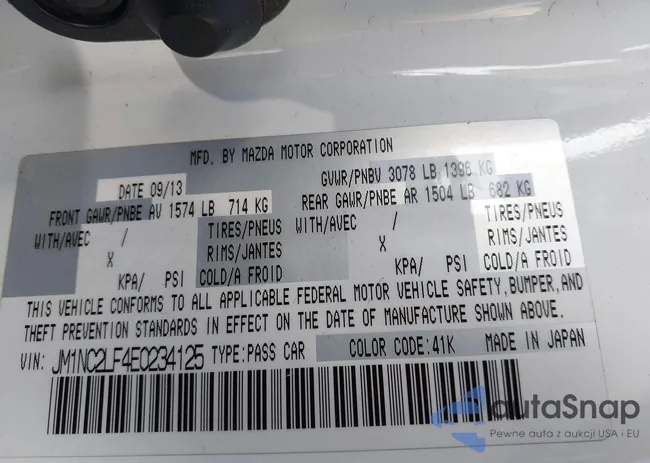 MFD. BY MAZDA MOTOR CORPORATION
DATE 09/13 GVWR/PNBV 3078 LB 1396 KG
FRONT GAWR/PNBE AV 1574 LB 714 KG REAR GAWR/PNBE AR 1504 LB 682 KG
WITH/AVEC / TIRES/PNEUS WITH/AVEC / TIRES/PNEUS
X RIMS/JANTES X RIMS/JANTES
KPA/ PSI COLD/A FROID KPA/ PSI COLD/A FROID
THIS VEHICLE CONFORMS TO ALL APPLICABLE FEDERAL MOTOR VEHICLE SAFETY, BUMPER, AND
THEFT PREVENTION STANDARDS IN EFFECT ON THE DATE OF MANUFACTURE SHOWN ABOVE.
VIN: JM1NC2LF4E0234125 TYPE:PASS CAR COLOR CODE:41K MADE IN JAPAN
autaSnap
Pewne auta z aukcji USA i EU